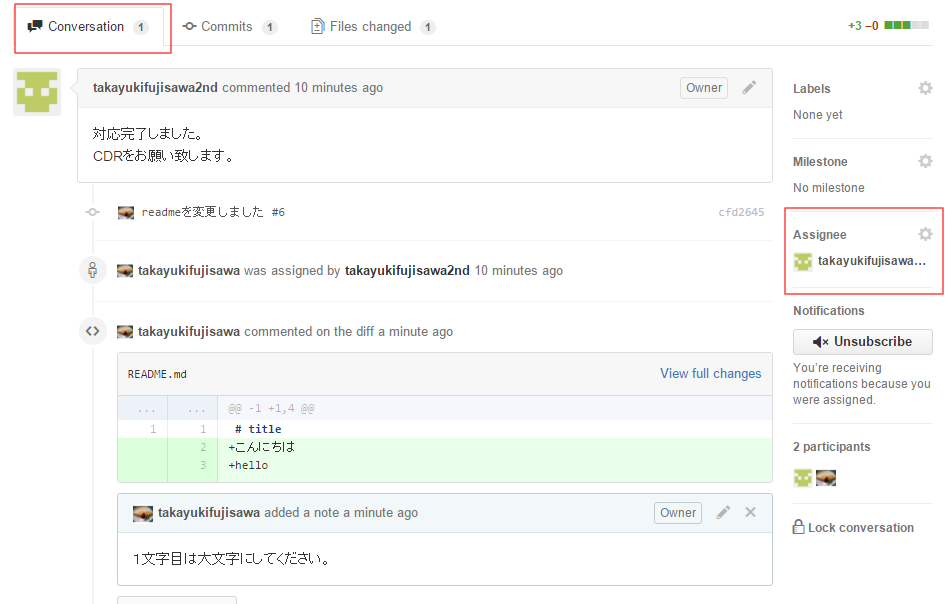 Conversation 1 Commits 1 Files changed 1 +3 −0
takayukifujisawa2nd commented 10 minutes ago Owner
対応完了しました。
CDRをお願い致します。
readmeを変更しました #6 cfd2645
takayukifujisawa was assigned by takayukifujisawa2nd 10 minutes ago
takayukifujisawa commented on the diff a minute ago
README.md View full changes
... ... @@ -1 +1,4 @@
1 1 # title
2 +こんにちは
3 +hello
takayukifujisawa added a note a minute ago Owner
1文字目は大文字にしてください。
Labels
None yet
Milestone
No milestone
Assignee
takayukifujisawa...
Notifications
Unsubscribe
You're receiving
notifications because you
were assigned.
2 participants
Lock conversation